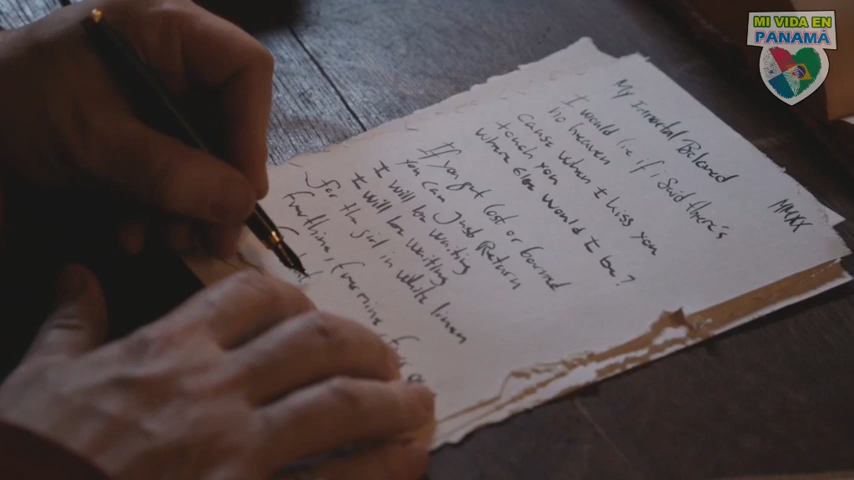 MI VIDA EN
PANAMÁ
MMXX
My Immortal Beloved
I would lie if i said there's
no heaven
Cause when I kiss you
touch you
where else would I be?
If you get lost or bored
you can just Return
I will be waiting
I will be waiting
for the girl in white linen